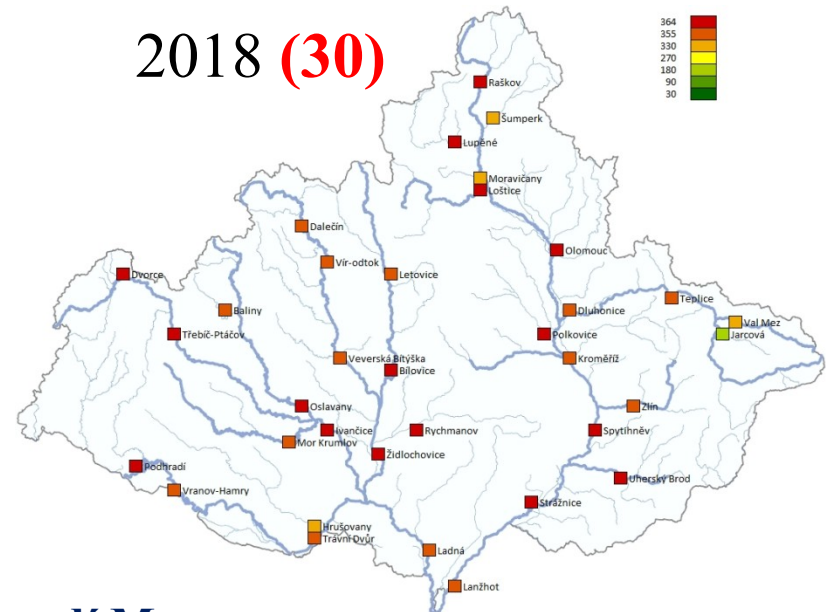 2018 (30)
364
355
330
270
180
90
30
Raškov
Šumperk
Lupěné
Moravičany
Loštice
Dalečín
Olomouc
Vír-odtok
Dvorce
Letovice
Teplice
Baliny
Dluhonice
Val Mez
Třebíč-Ptáčov
Polkovice
Jarcová
Veverská Bítýška
Kroměříž
Bílovice
Oslavany
Zlín
Ivančice
Rychmanov
Spytihněv
Mor Krumlov
Židlochovice
Podhradí
Uherský Brod
Vranov-Hamry
Strážnice
Hrušovany
Trávní Dvůr
Ladná
Lanžhot